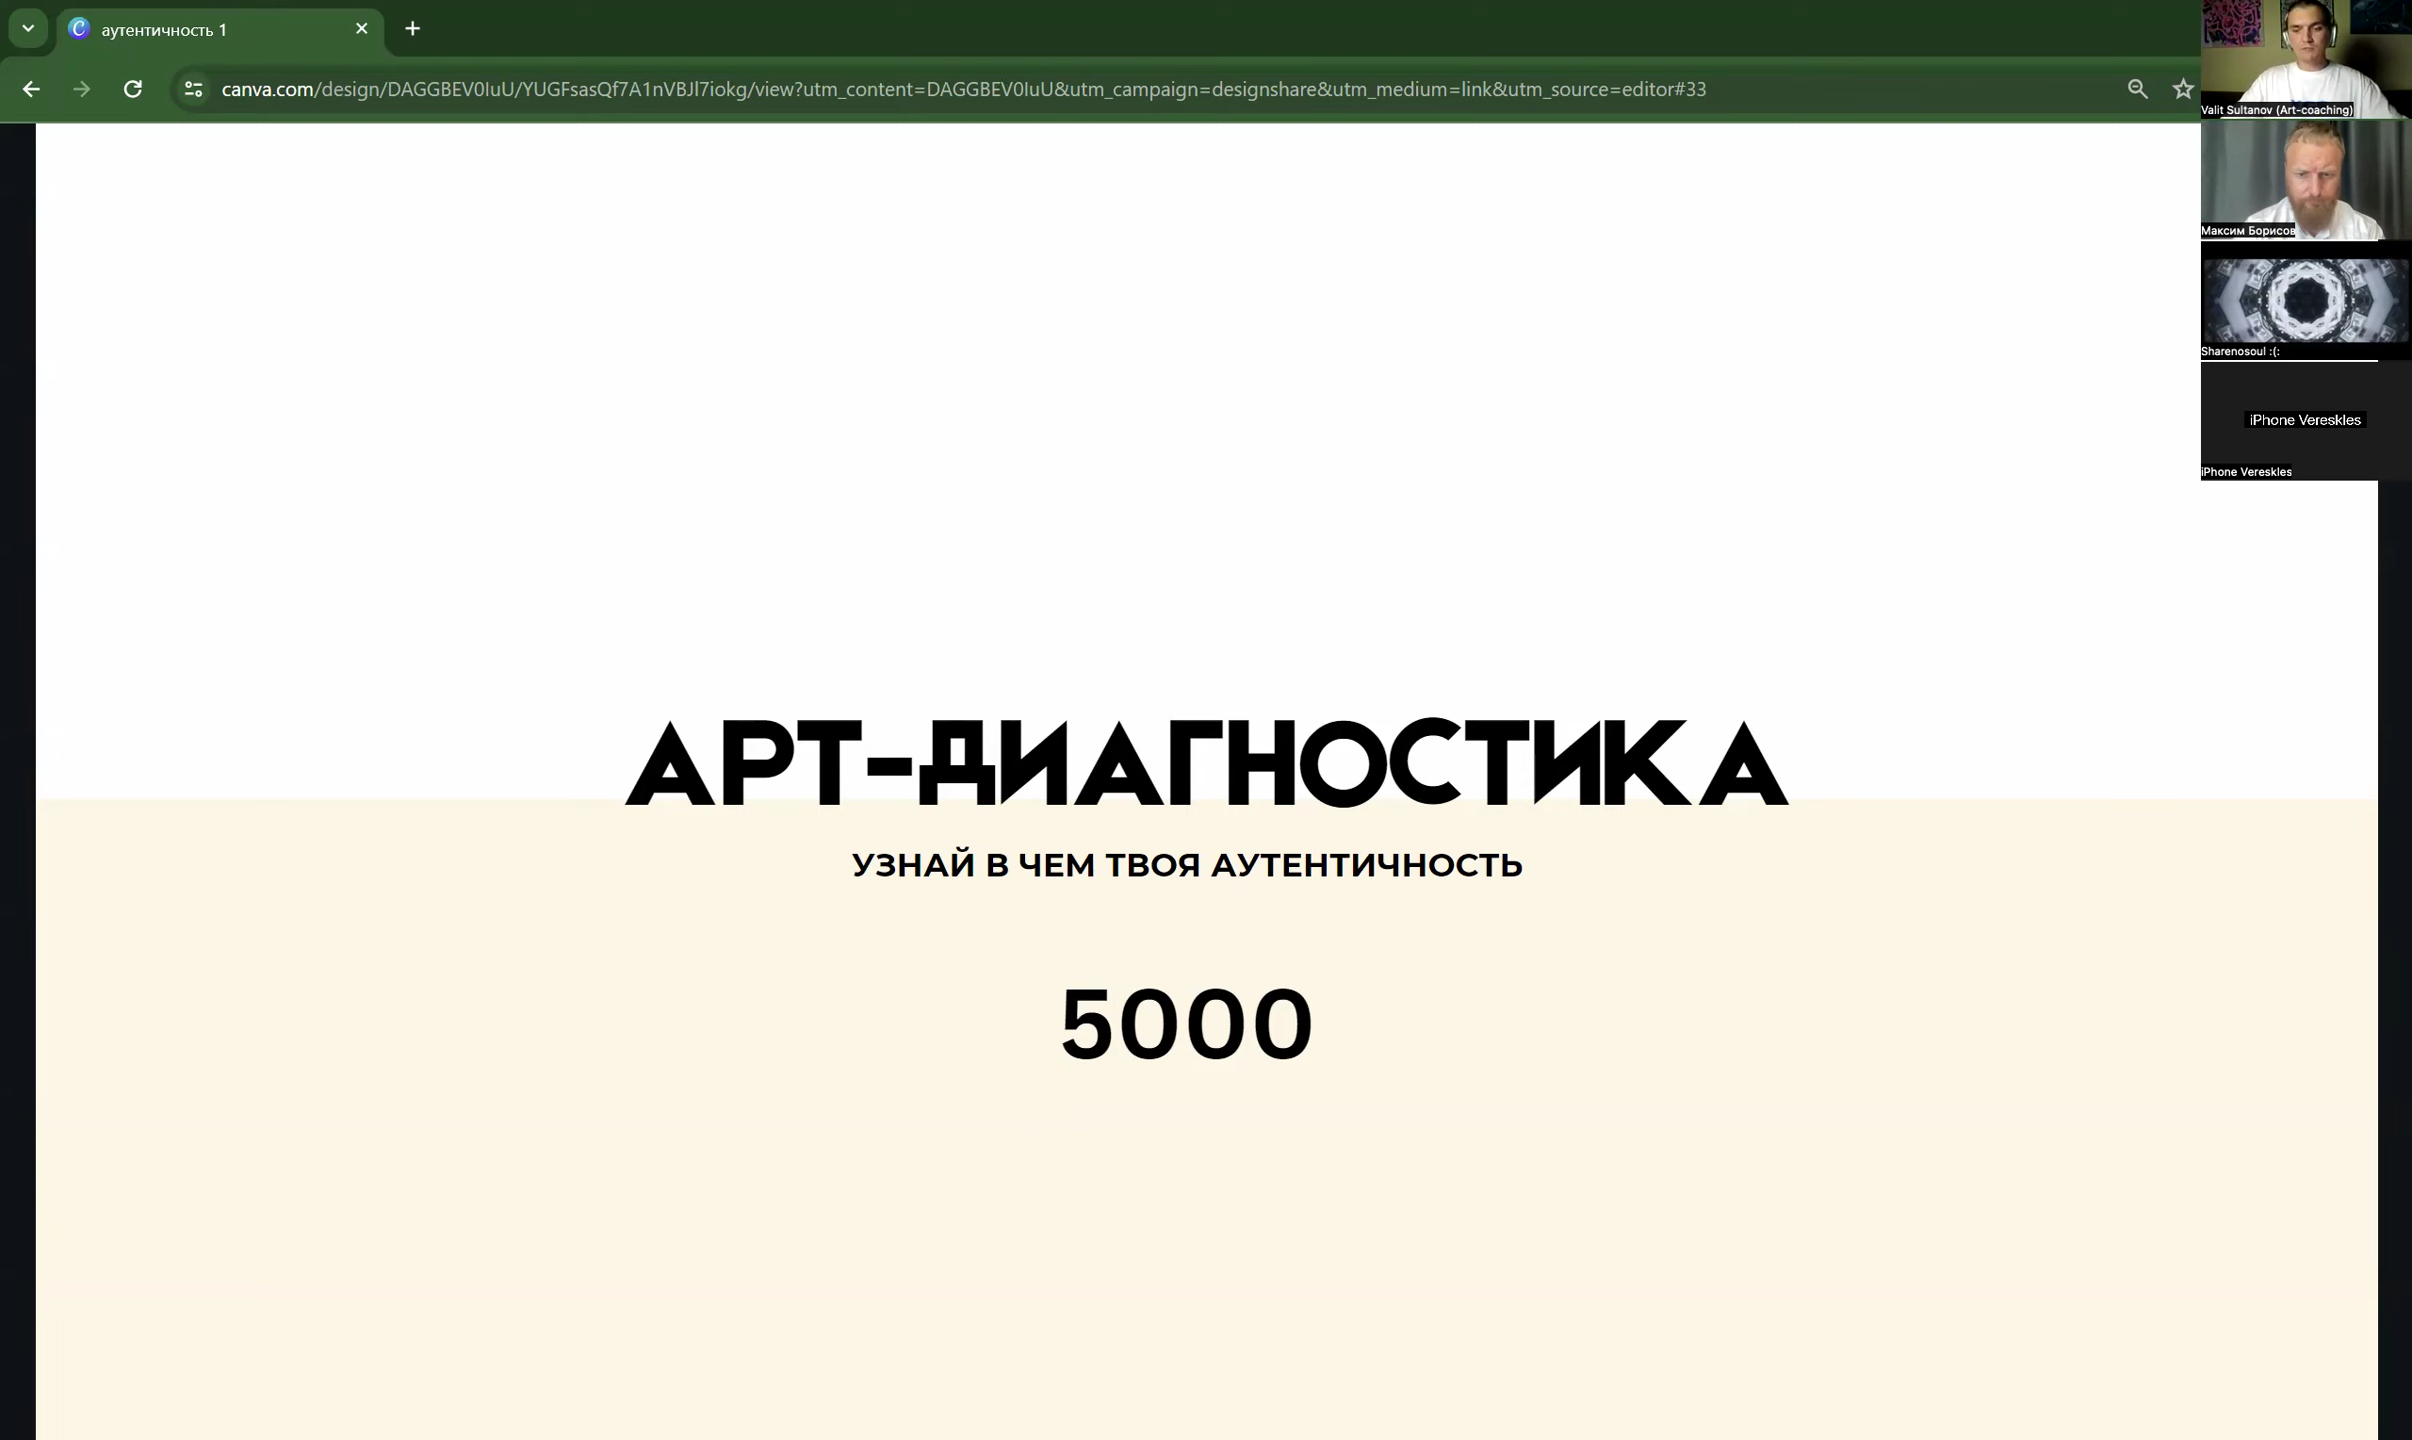 аутентичность 1
canva.com/design/DAGGBEV0IuU/YUGFsasQf7A1nVBJl7iokg/view?utm_content=DAGGBEV0IuU&utm_campaign=designshare&utm_medium=link&utm_source=editor#33
Valit Sultanov (Art-coaching)
Максим Борисов
Sharenosoul :(:
iPhone Vereskles
iPhone Vereskles
АРТ-ДИАГНОСТИКА
УЗНАЙ В ЧЕМ ТВОЯ АУТЕНТИЧНОСТЬ
5000